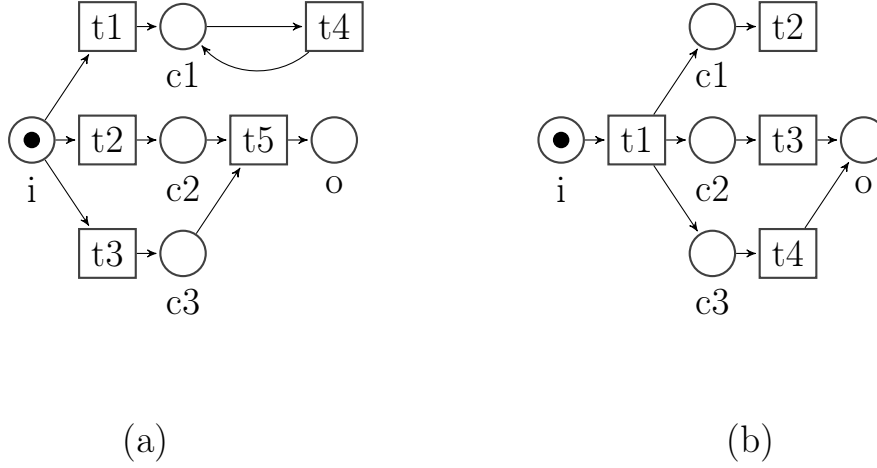 t1 t4 t2
c1 c1
t2 t5 t1 t3
i c2 o i c2 o
t3 t4
c3 c3
(a) (b)